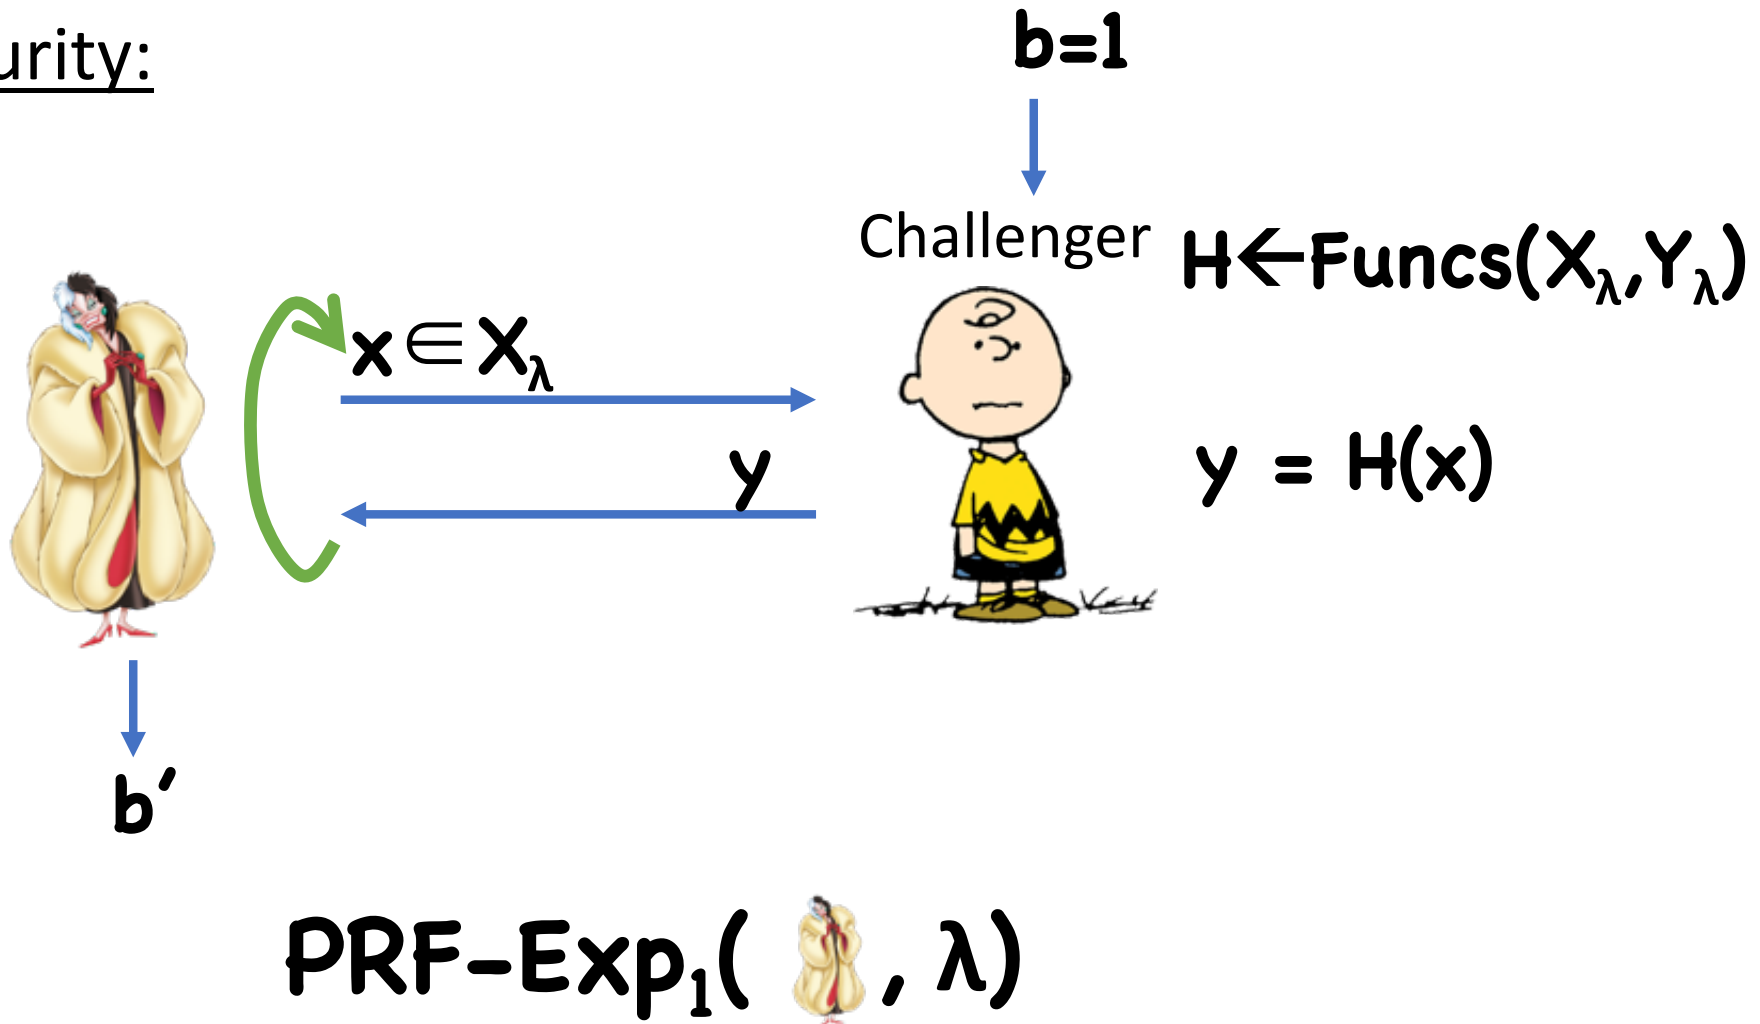 urity:
b=1
Challenger H←Funcs(Xλ,Yλ)
x∈Xλ
y
y = H(x)
b′
PRF-Exp₁( , λ)